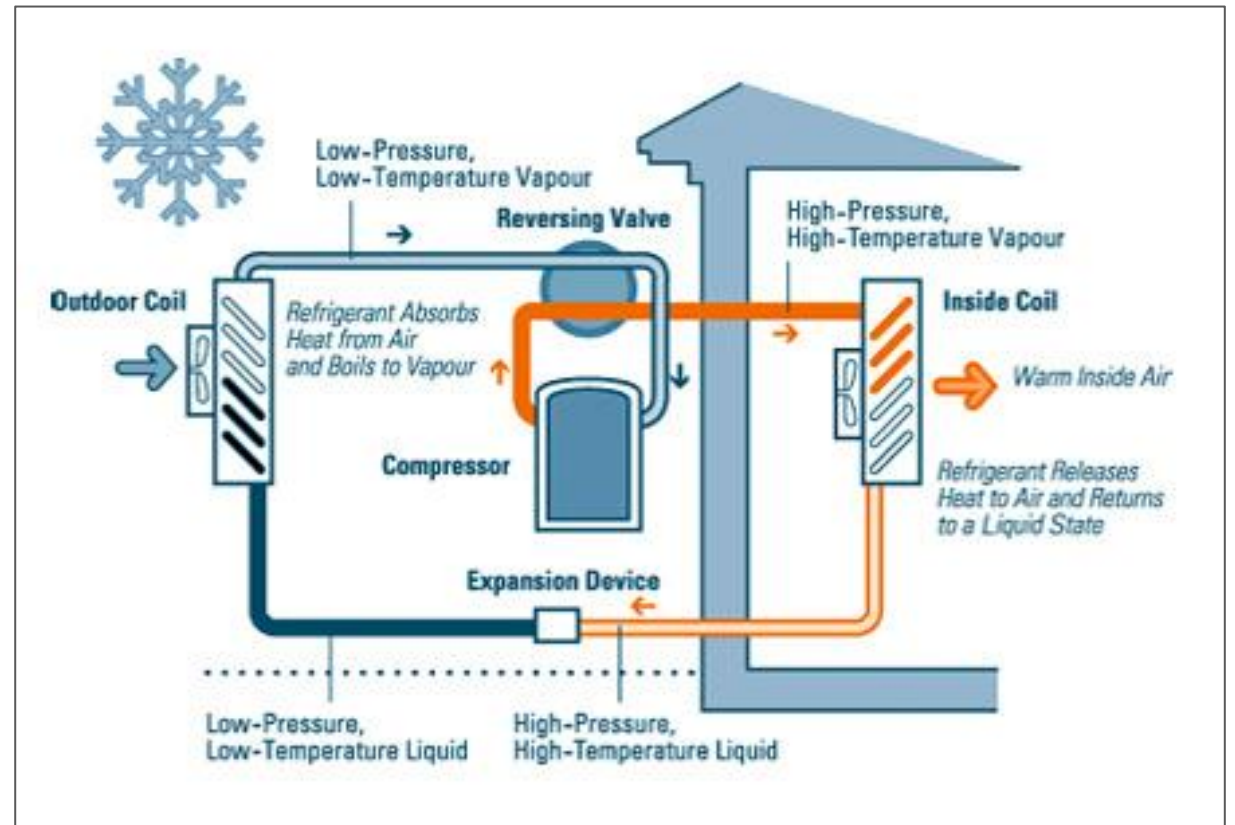 Low-Pressure,
Low-Temperature Vapour
Reversing Valve
High-Pressure,
High-Temperature Vapour
Outdoor Coil
Refrigerant Absorbs
Heat from Air
and Boils to Vapour
Inside Coil
Warm Inside Air
Compressor
Refrigerant Releases
Heat to Air and Returns
to a Liquid State
Expansion Device
Low-Pressure,
Low-Temperature Liquid
High-Pressure,
High-Temperature Liquid